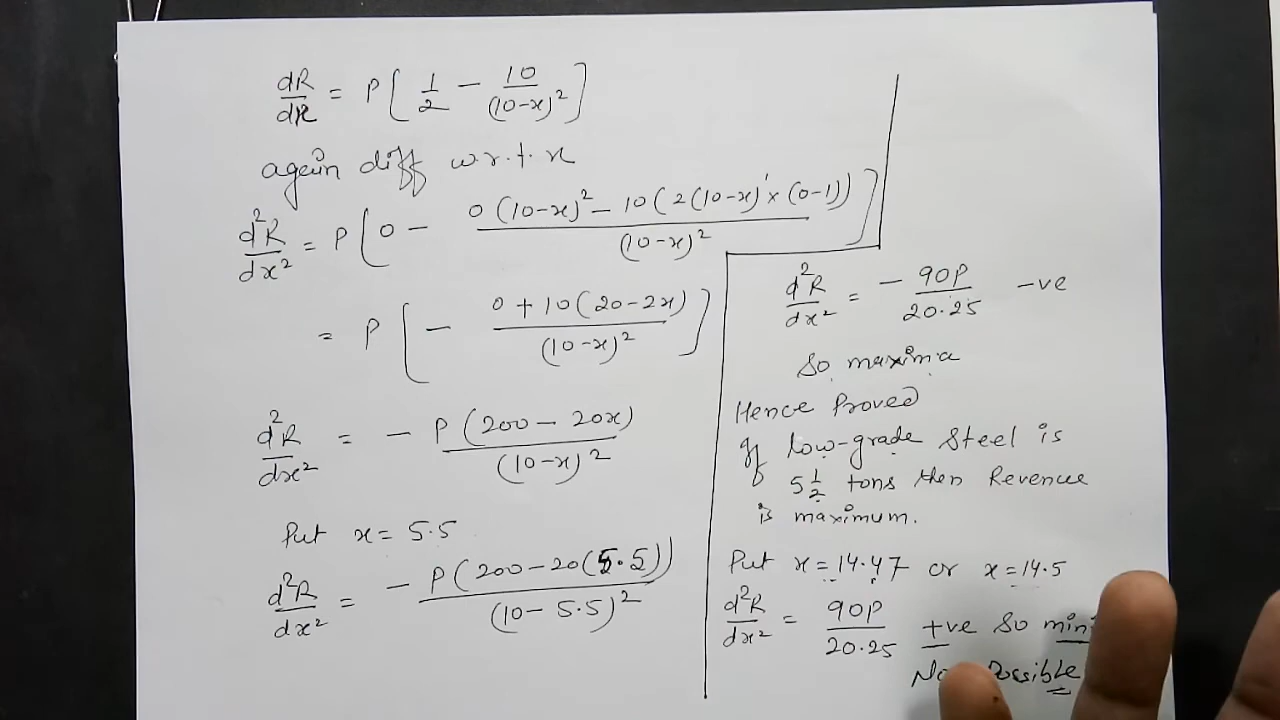 dR/dx = P[ 1/2 − 10/(10-x)² ]
again diff w.r.t x
d²R/dx² = P[ 0 − 0(10-x)² − 10(2(10-x)¹ × (0-1))/(10-x)² ]
= P[ − 0 + 10(20-2x)/(10-x)² ]
d²R/dx² = − P(200 − 20x)/(10-x)²
Put x = 5.5
d²R/dx² = − P(200-20(5.5))/(10-5.5)²
d²R/dx² = − 90P/20.25 -ve
So maxima
Hence Proved
If low-grade Steel is
5 1/2 tons then Revenue
is maximum.
Put x = 14.47 or x = 14.5
d²R/dx² = 90P/20.25 +ve So mini
Possible